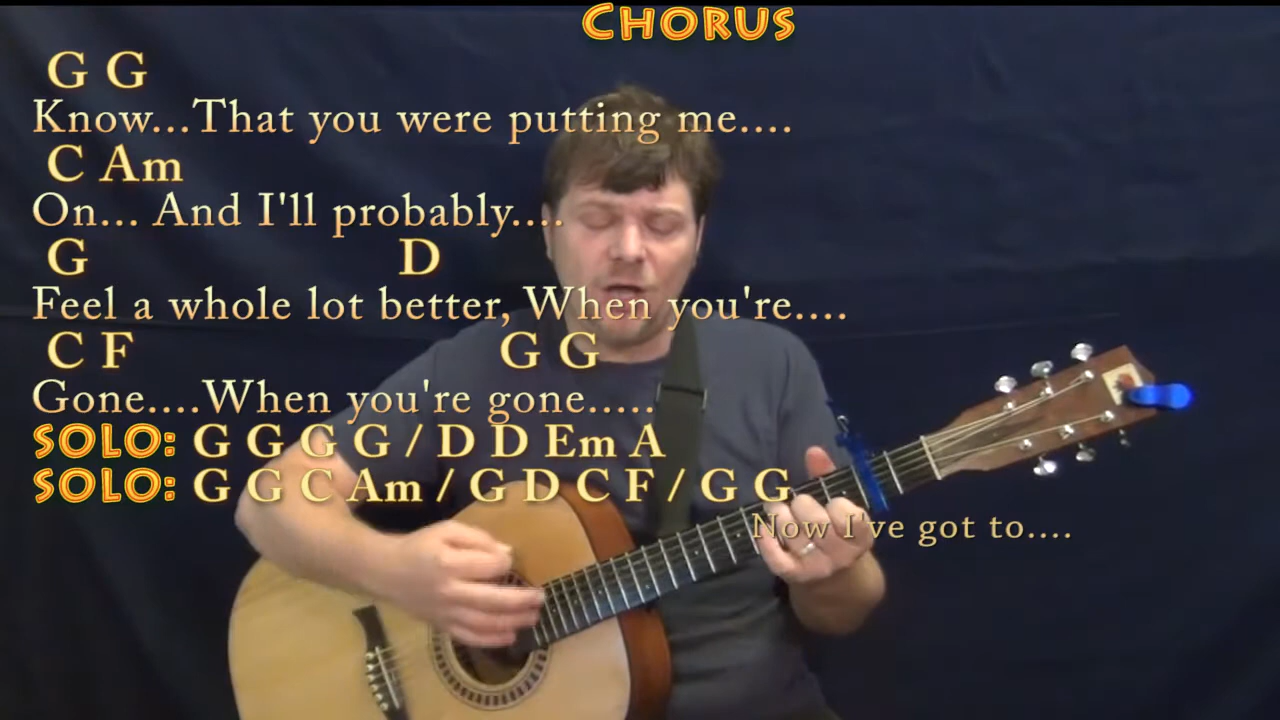 CHORUS
G G
Know...That you were putting me....
C Am
On... And I'll probably....
G D
Feel a whole lot better, When you're....
C F G G
Gone....When you're gone.....
SOLO: G G G G / D D Em A
SOLO: G G C Am / G D C F / G G
Now I've got to....